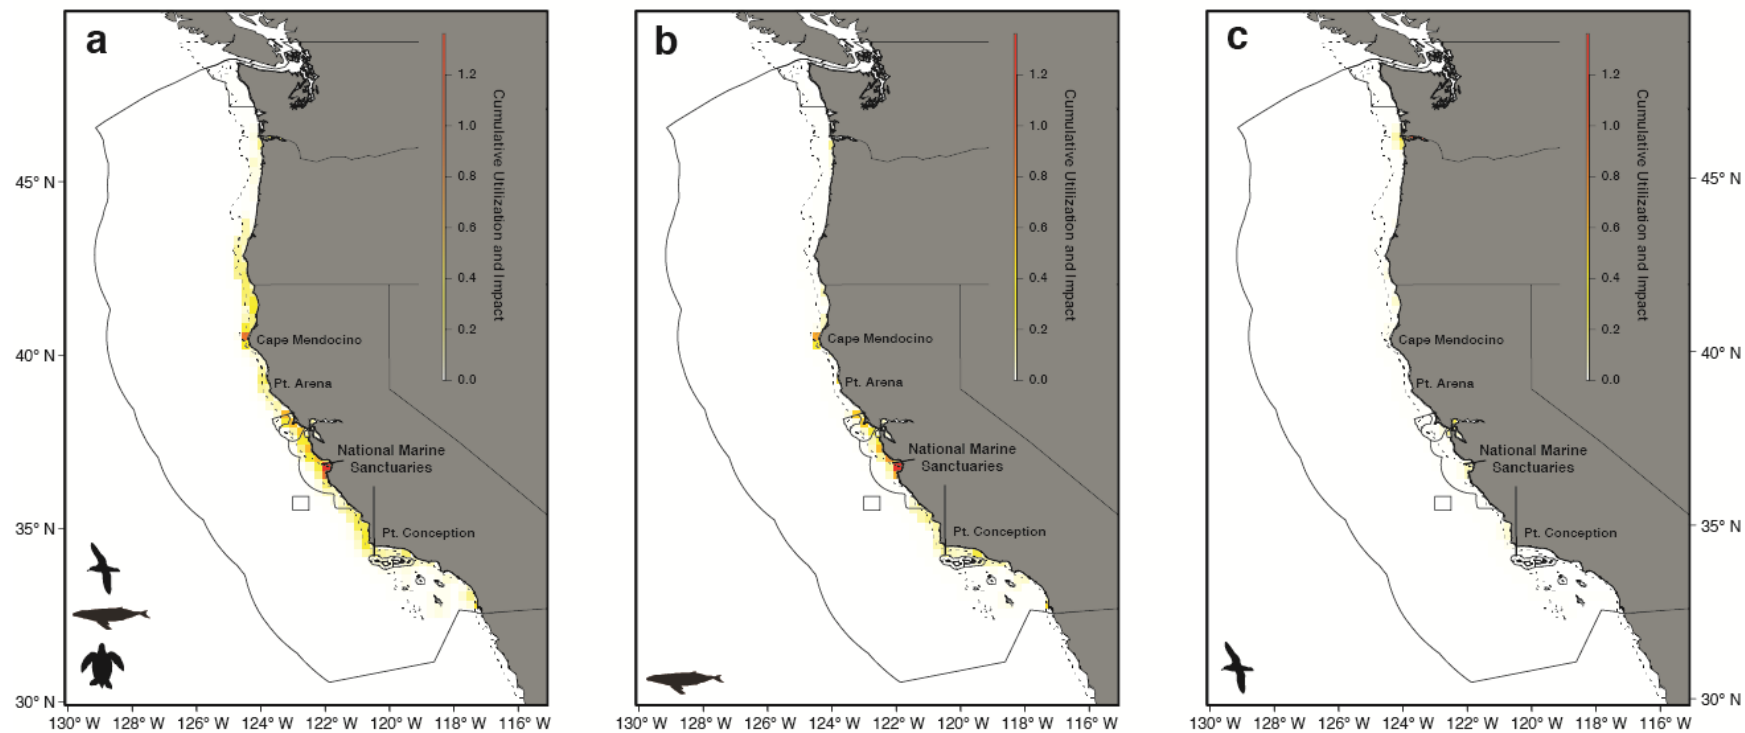 a
1.2
1.0
0.8
0.6
0.4
0.2
0.0
Cumulative Utilization and Impact
Cape Mendocino
Pt. Arena
National Marine
Sanctuaries
Pt. Conception
45° N
40° N
35° N
30° N
130° W 128° W 126° W 124° W 122° W 120° W 118° W 116° W
b
1.2
1.0
0.8
0.6
0.4
0.2
0.0
Cumulative Utilization and Impact
Cape Mendocino
Pt. Arena
National Marine
Sanctuaries
Pt. Conception
130° W 128° W 126° W 124° W 122° W 120° W 118° W 116° W
c
1.2
1.0
0.8
0.6
0.4
0.2
0.0
Cumulative Utilization and Impact
Cape Mendocino
Pt. Arena
National Marine
Sanctuaries
Pt. Conception
45° N
40° N
35° N
30° N
130° W 128° W 126° W 124° W 122° W 120° W 118° W 116° W